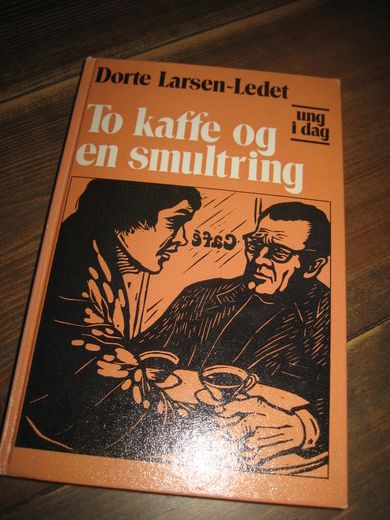 Dorte Larsen-Ledet
To kaffe og
en smultring
ung
i dag
Café